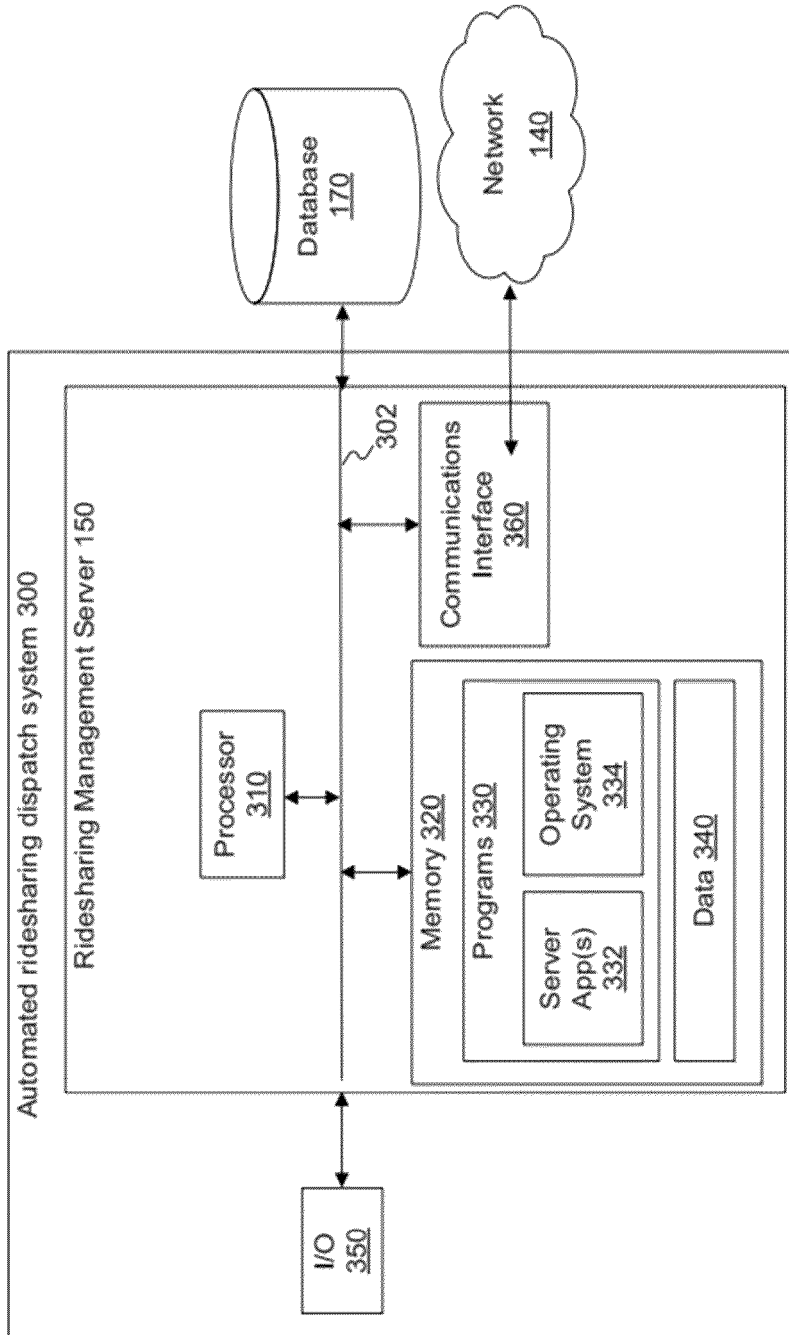 Automated ridesharing dispatch system 300
Ridesharing Management Server 150
I/O
350
Processor
310
302
Memory 320
Programs 330
Server
App(s)
332
Operating
System
334
Data 340
Communications
Interface
360
Database
170
Network
140